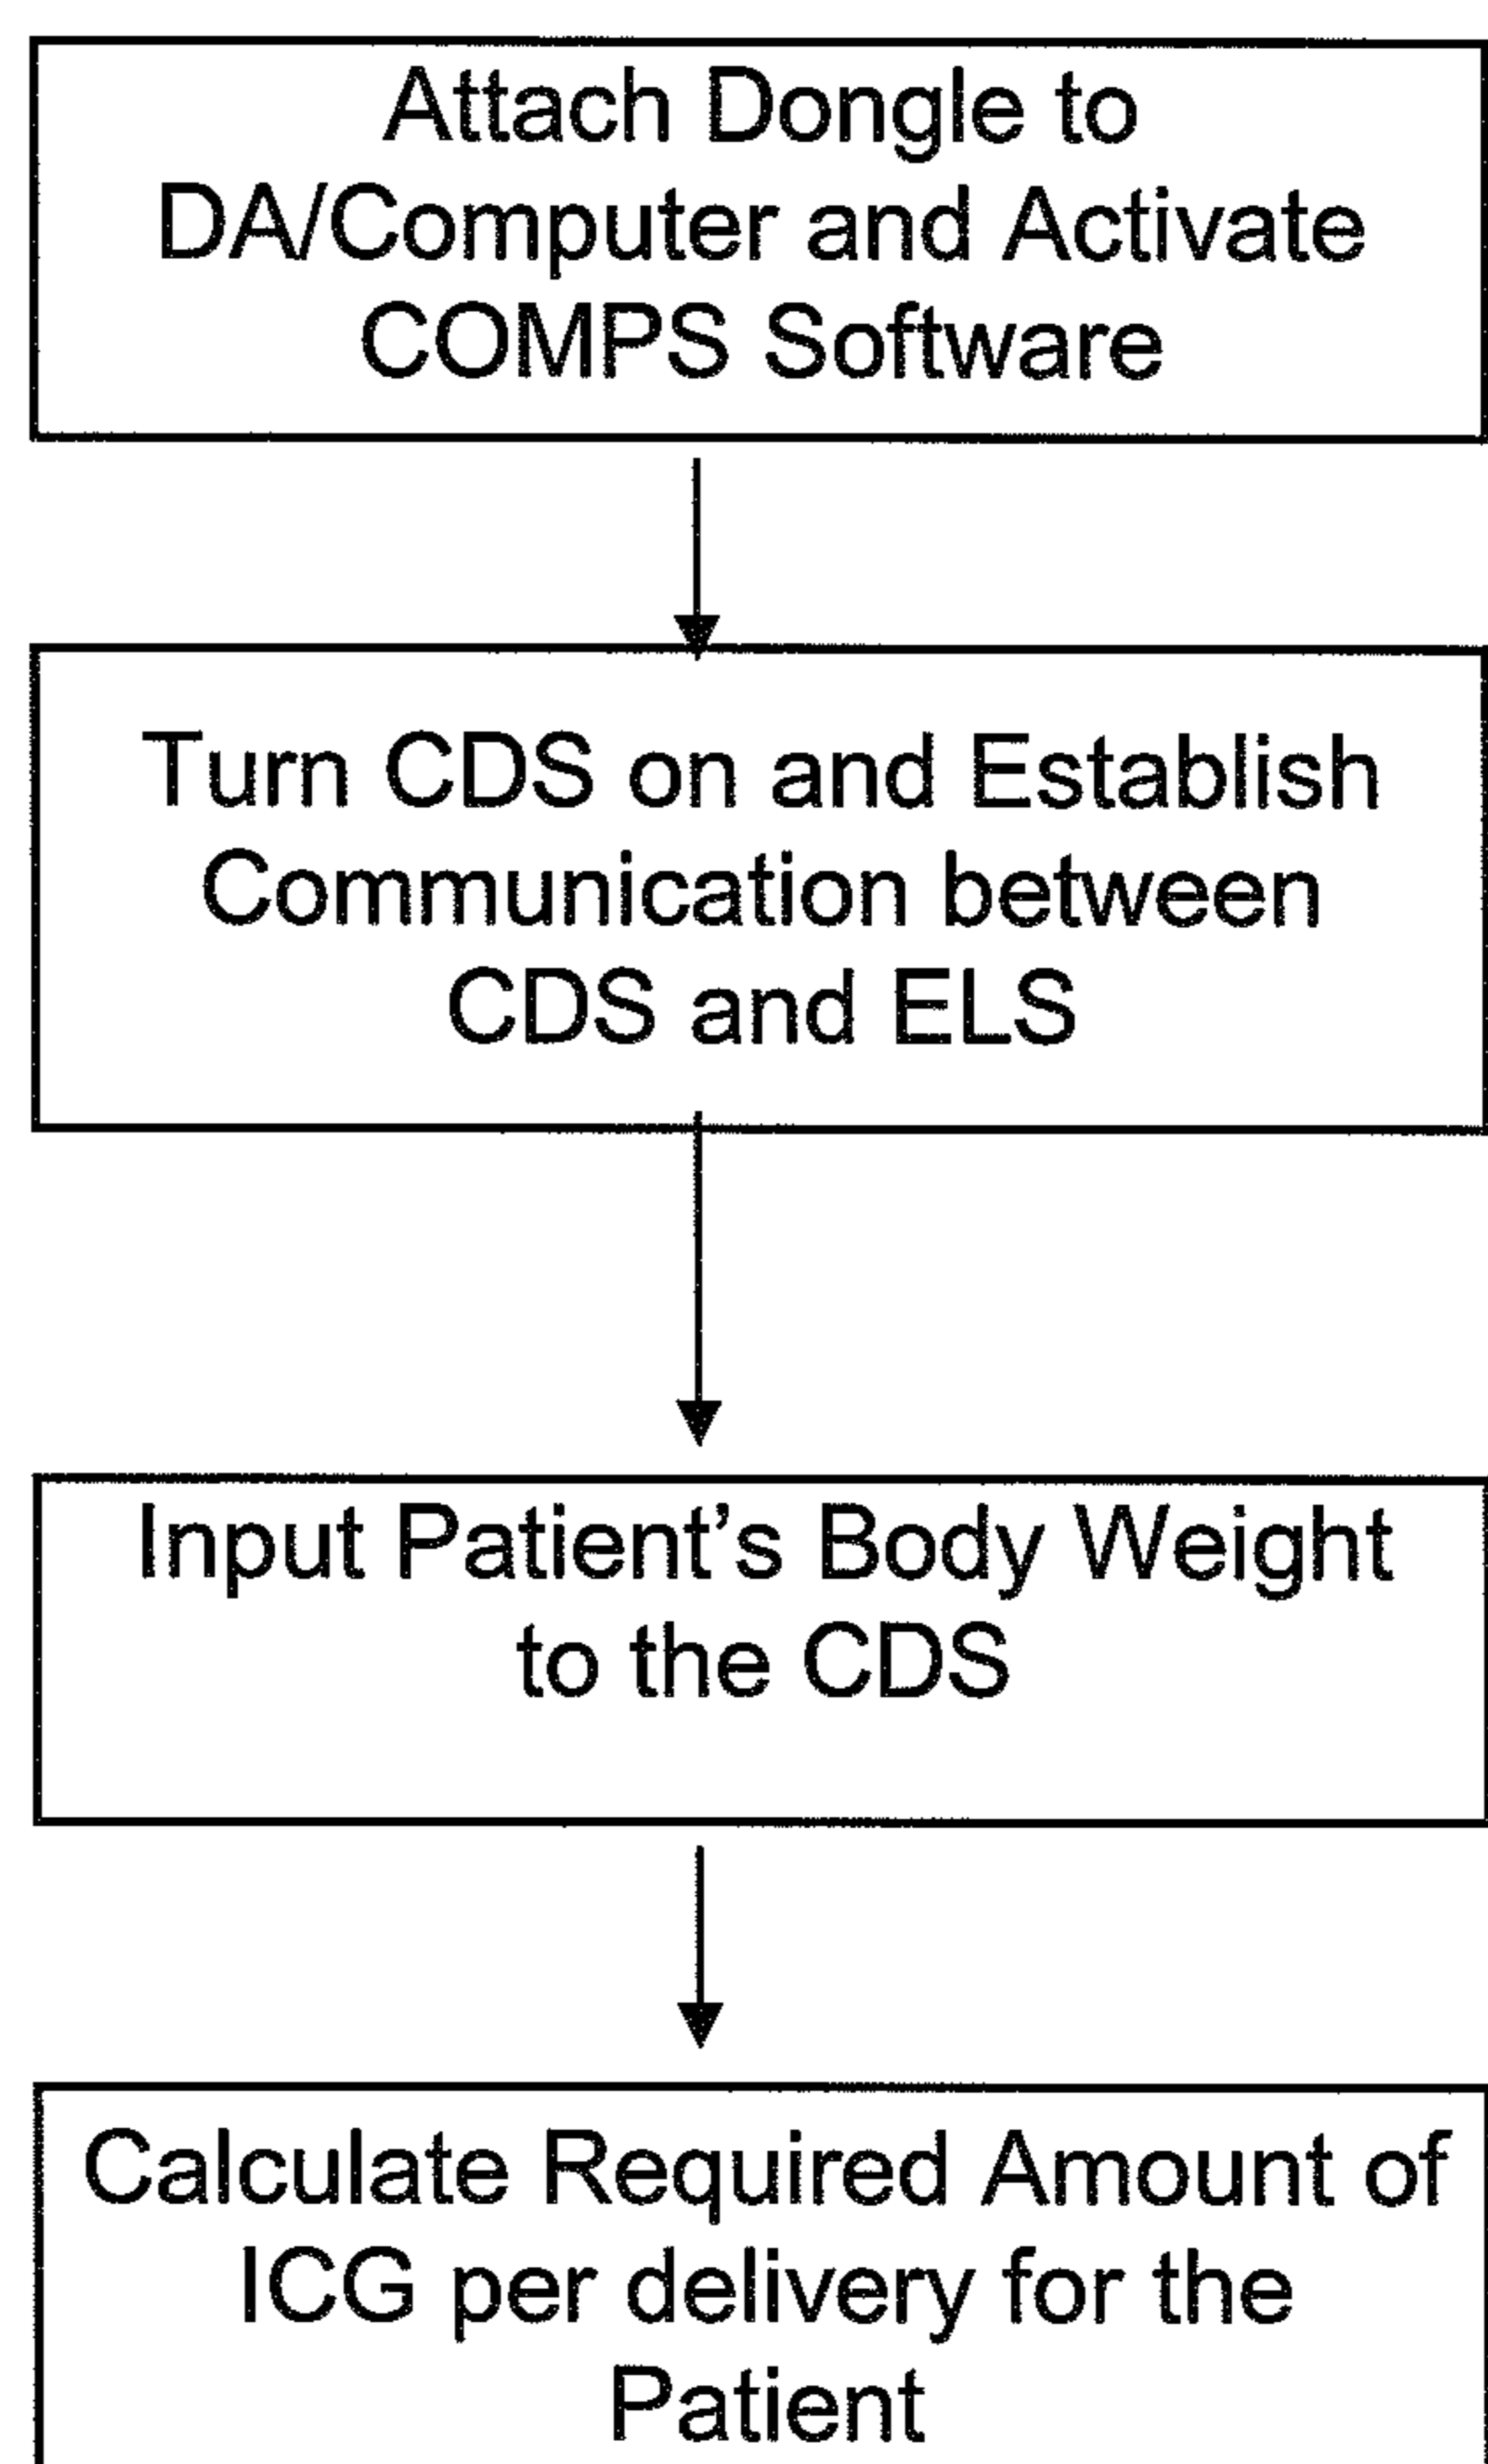 Attach Dongle to
DA/Computer and Activate
COMPS Software
Turn CDS on and Establish
Communication between
CDS and ELS
Input Patient’s Body Weight
to the CDS
Calculate Required Amount of
ICG per delivery for the
Patient